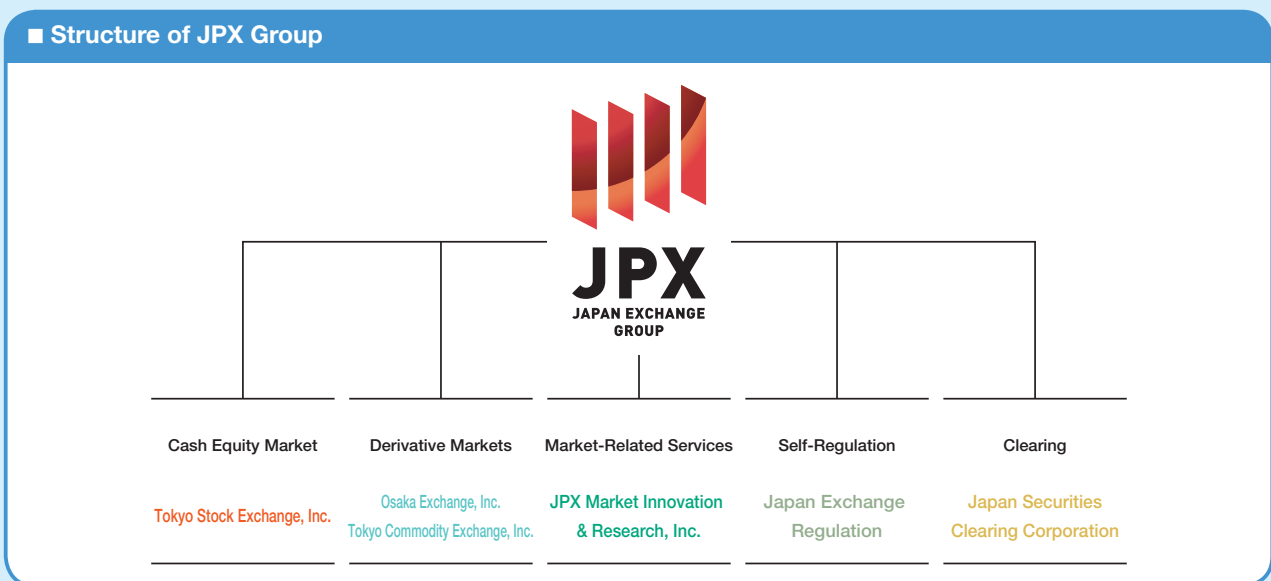 ■ Structure of JPX Group
JPX
JAPAN EXCHANGE
GROUP
Cash Equity Market
Derivative Markets
Market-Related Services
Self-Regulation
Clearing
Tokyo Stock Exchange, Inc.
Osaka Exchange, Inc.
Tokyo Commodity Exchange, Inc.
JPX Market Innovation
& Research, Inc.
Japan Exchange
Regulation
Japan Securities
Clearing Corporation